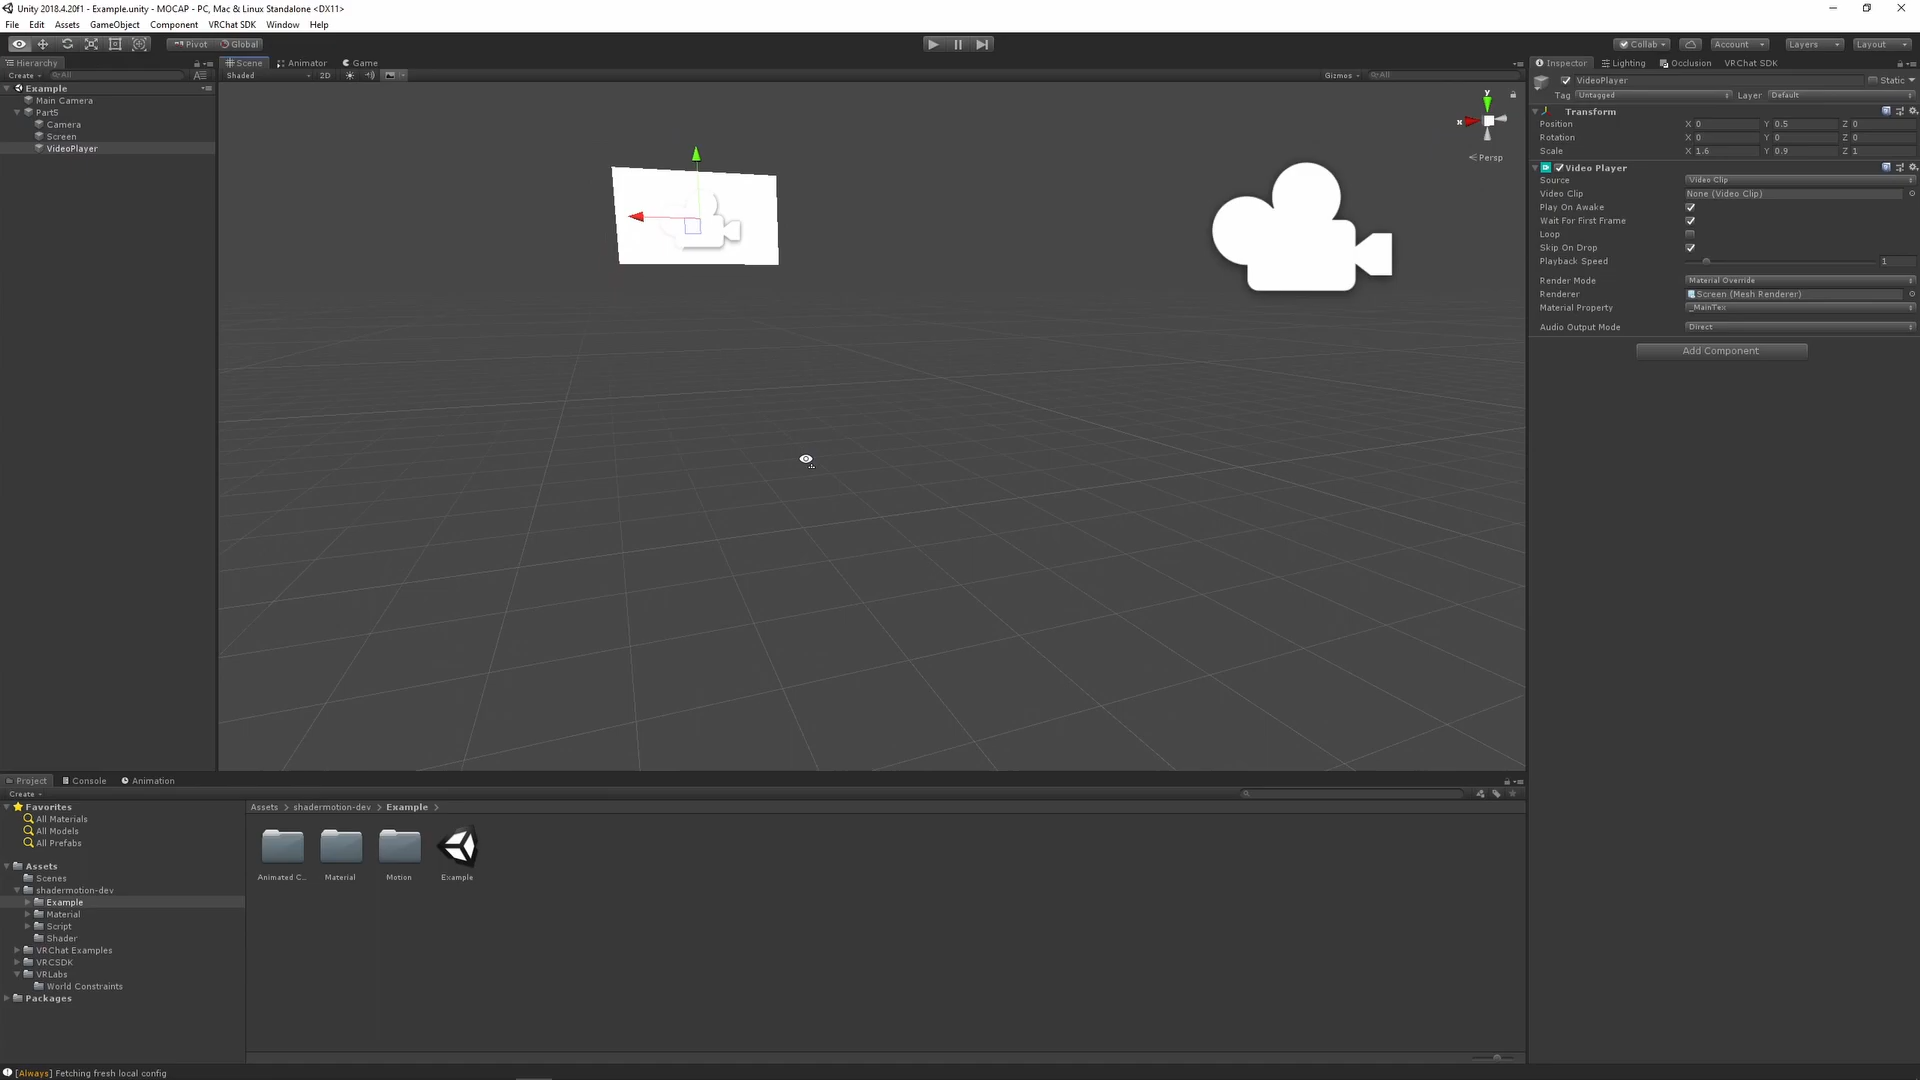 Unity 2018.4.20f1 - Example.unity - MOCAP - PC, Mac & Linux Standalone <DX11>
File Edit Assets GameObject Component VRChat SDK Window Help
Pivot Global Collab Account Layers Layout
Hierarchy
Create All
Example
Main Camera
Part5
Camera
Screen
VideoPlayer
Scene Animator Game
Shaded 2D Gizmos All
y
x
Persp
Inspector Lighting Occlusion VRChat SDK
VideoPlayer Static
Tag Untagged Layer Default
Transform
Position X 0 Y 0.5 Z 0
Rotation X 0 Y 0 Z 0
Scale X 1.6 Y 0.9 Z 1
Video Player
Source Video Clip
Video Clip None (Video Clip)
Play On Awake
Wait For First Frame
Loop
Skip On Drop
Playback Speed 1
Render Mode Material Override
Renderer Screen (Mesh Renderer)
Material Property _MainTex
Audio Output Mode Direct
Add Component
Project Console Animation
Create
Favorites
All Materials
All Models
All Prefabs
Assets
Scenes
shadermotion-dev
Example
Material
Script
Shader
VRChat Examples
VRCSDK
VRLabs
World Constraints
Packages
Assets > shadermotion-dev > Example >
Animated C... Material Motion Example
[Always] Fetching fresh local config